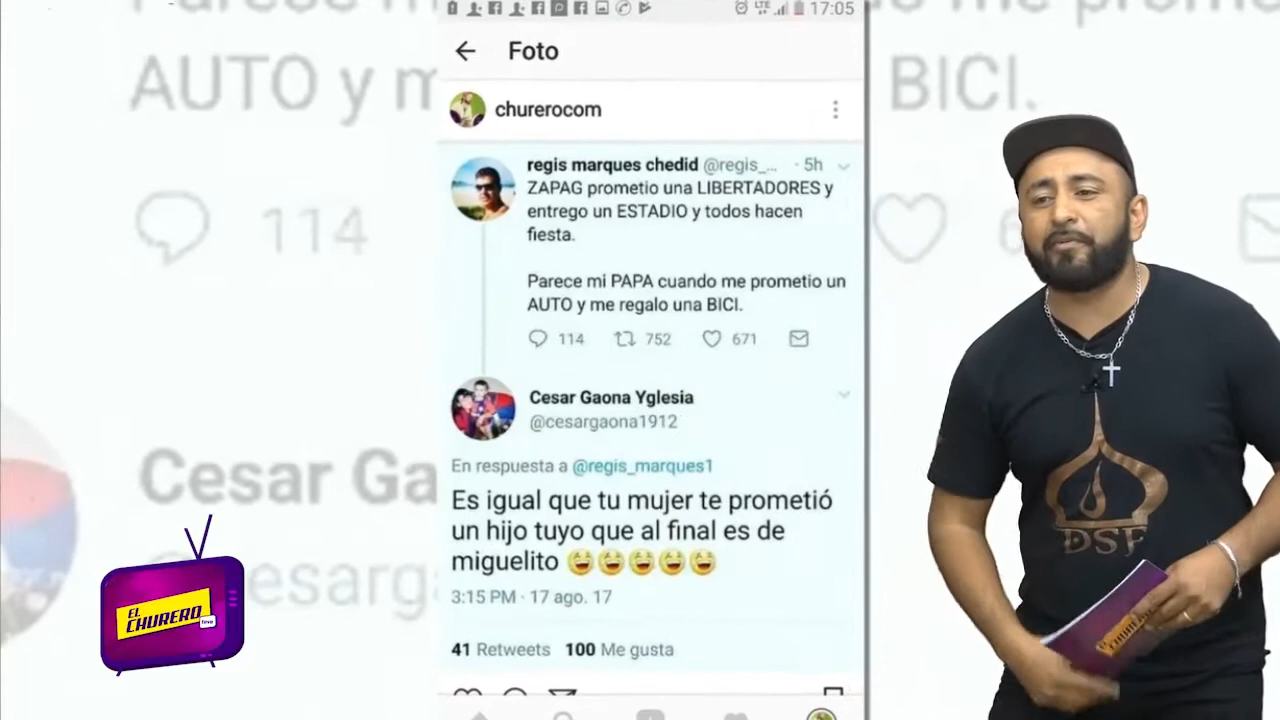 17:05
Foto
churerocom
regis marques chedid @regis_... · 5h
ZAPAG prometio una LIBERTADORES y
entrego un ESTADIO y todos hacen
fiesta.
Parece mi PAPA cuando me prometio un
AUTO y me regalo una BICI.
114 752 671
Cesar Gaona Yglesia
@cesargaona1912
En respuesta a @regis_marques1
Es igual que tu mujer te prometió
un hijo tuyo que al final es de
miguelito 😆😆😆😆😆
3:15 PM · 17 ago. 17
41 Retweets 100 Me gusta
AUTO y m
BICI.
114
Cesar Ga
esarg
EL
CHURERO
DSF
EL
CHURERO